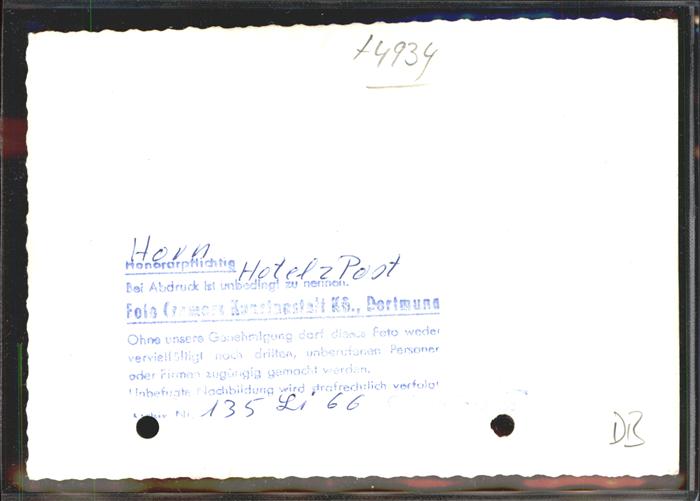 +4934
Horn
Honorarpflichtig
Hotel z Post
Bei Abdruck ist unbedingt zu nennen:
Foto Cramers Kunstanstalt KG., Dortmund
Ohne unsere Genehmigung darf dieses Foto weder
vervielfältigt noch dritten, unberufenen Personen
oder Firmen zugängig gemacht werden.
Unbefugte Nachbildung wird strafrechtlich verfolgt
Nr. 135 Li 66
DB